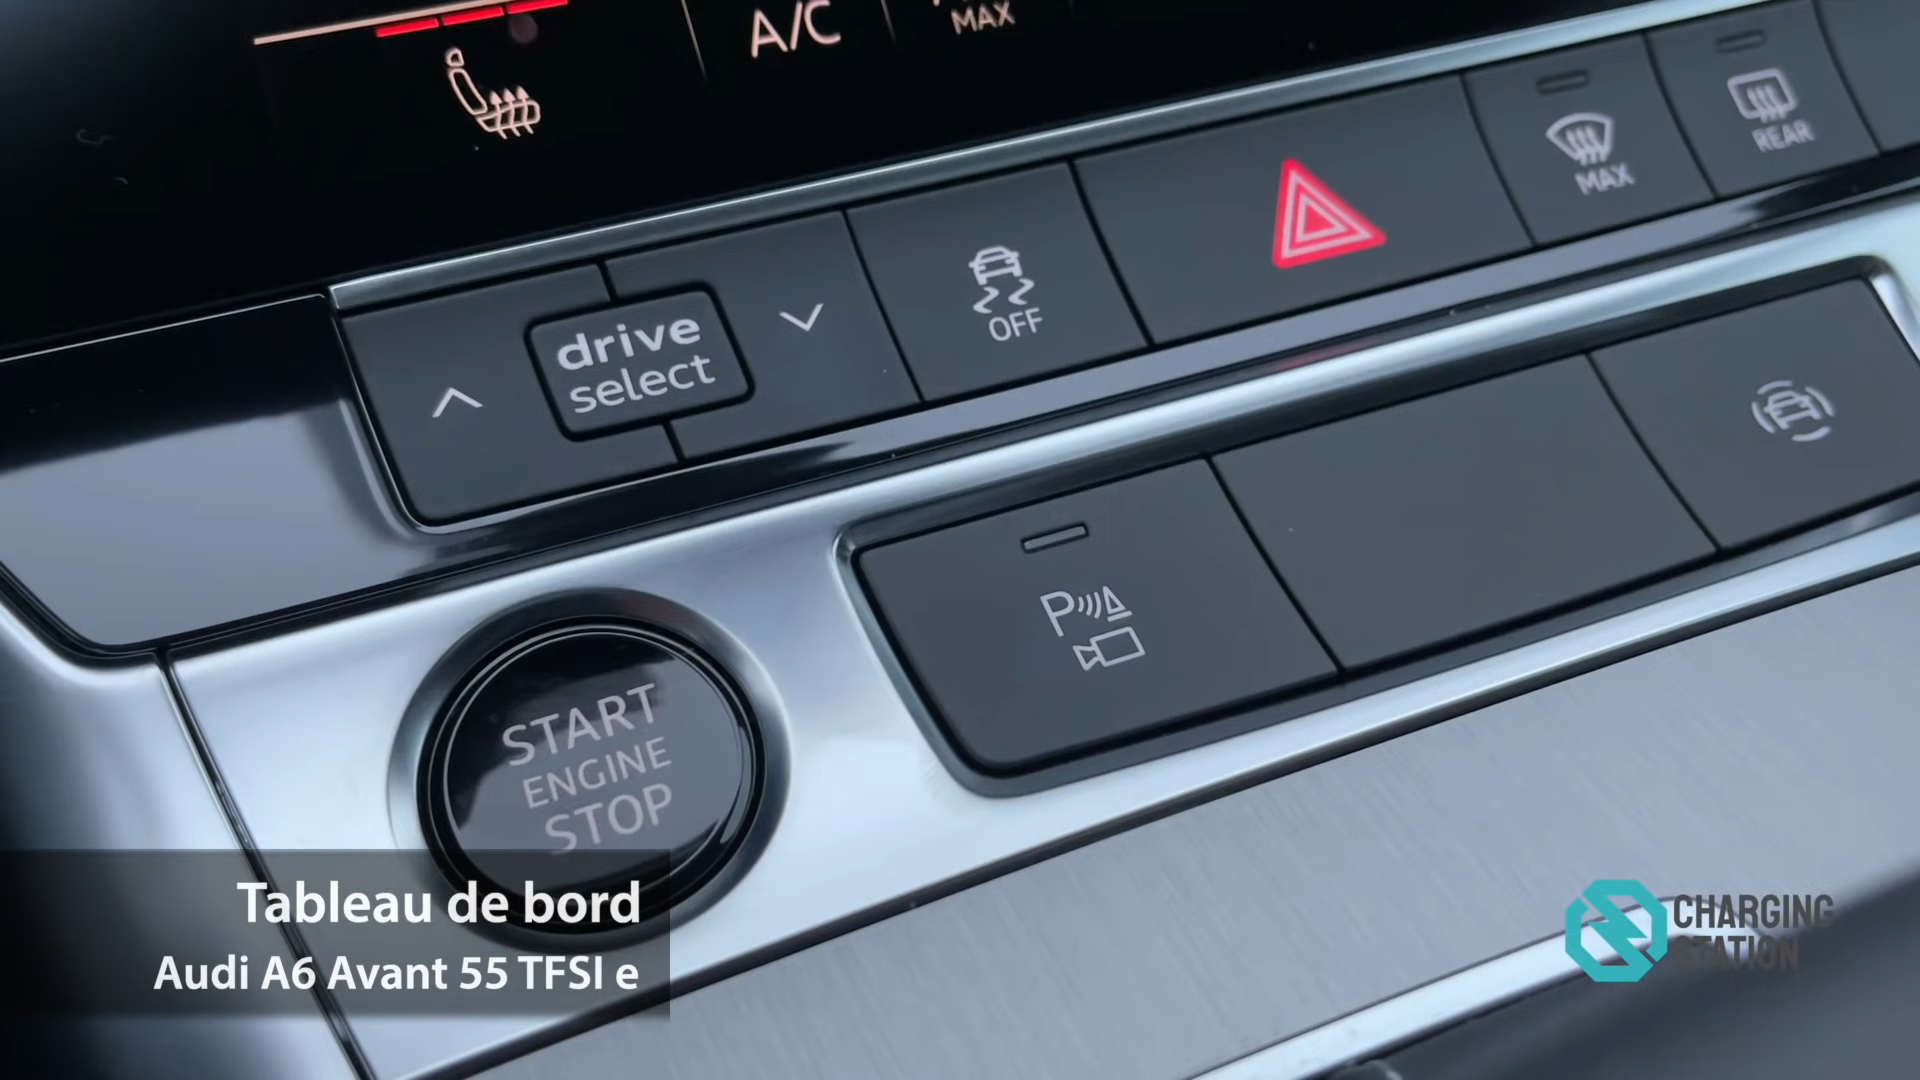 A/C
MAX
MAX
REAR
drive
select
OFF
P
START
ENGINE
STOP
Tableau de bord
Audi A6 Avant 55 TFSI e
CHARGING
STATION